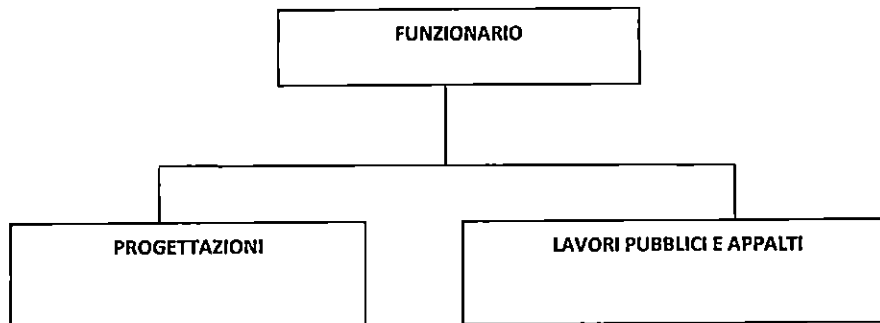 FUNZIONARIO
PROGETTAZIONI
LAVORI PUBBLICI E APPALTI